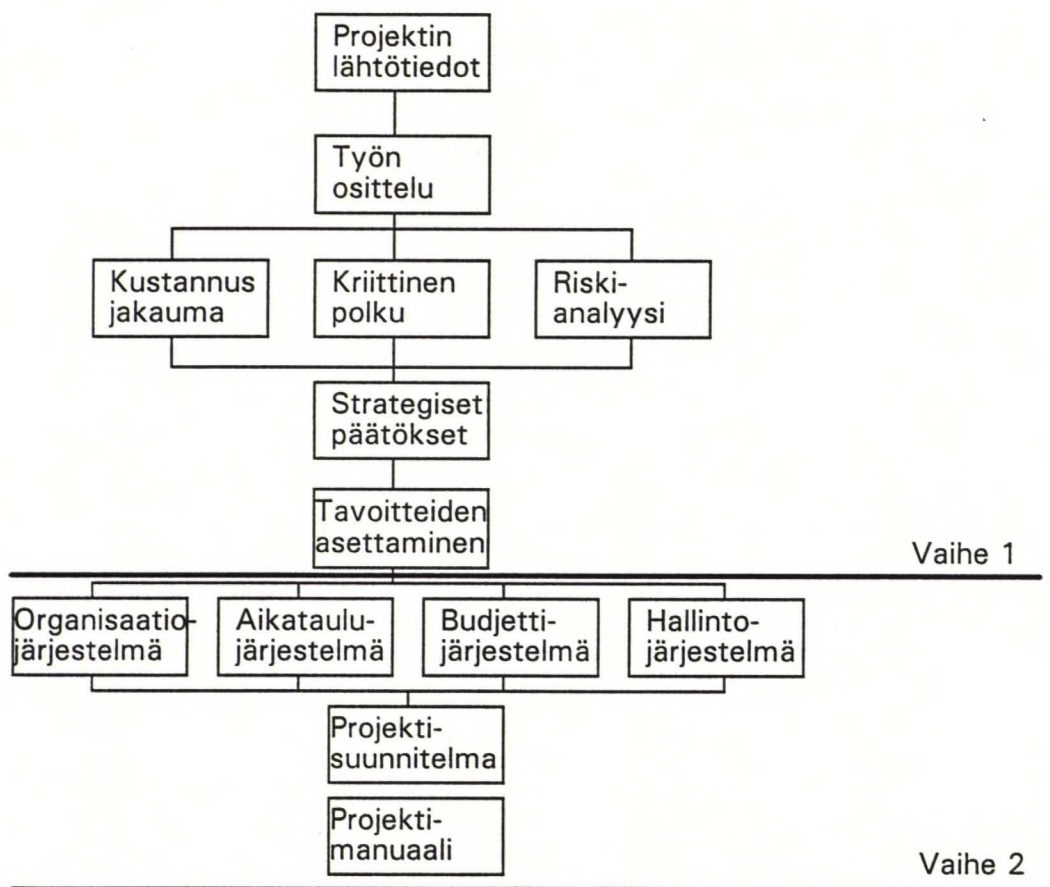 Projektin
lähtötiedot
Työn
osittelu
Kustannus
jakauma
Kriittinen
polku
Riski-
analyysi
Strategiset
päätökset
Tavoitteiden
asettaminen
Vaihe 1
Organisaatio-
järjestelmä
Aikataulu-
järjestelmä
Budjetti-
järjestelmä
Hallinto-
järjestelmä
Projekti-
suunnitelma
Projekti-
manuaali
Vaihe 2